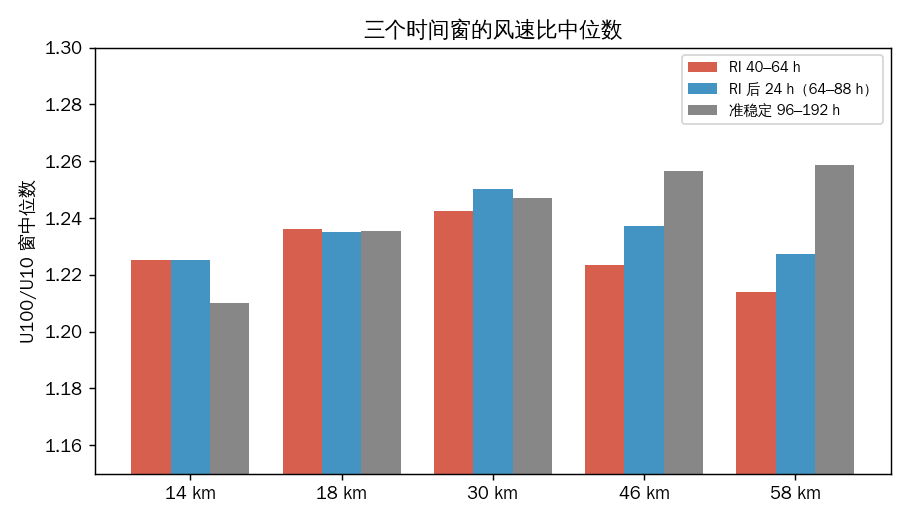 三个时间窗的风速比中位数
RI 40–64 h
RI 后 24 h（64–88 h）
准稳定 96–192 h
U100/U10 窗中位数
1.30
1.28
1.26
1.24
1.22
1.20
1.18
1.16
14 km
18 km
30 km
46 km
58 km